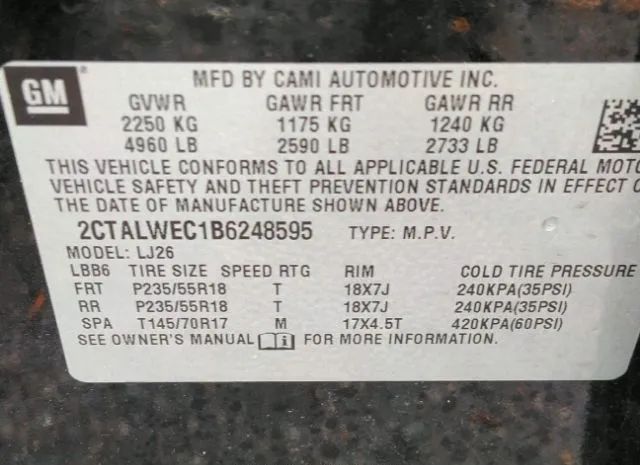 GM
MFD BY CAMI AUTOMOTIVE INC.
GVWR GAWR FRT GAWR RR
2250 KG 1175 KG 1240 KG
4960 LB 2590 LB 2733 LB
THIS VEHICLE CONFORMS TO ALL APPLICABLE U.S. FEDERAL MOTO
VEHICLE SAFETY AND THEFT PREVENTION STANDARDS IN EFFECT O
THE DATE OF MANUFACTURE SHOWN ABOVE.
2CTALWEC1B6248595 TYPE: M.P.V.
MODEL: LJ26
LBB6 TIRE SIZE SPEED RTG RIM COLD TIRE PRESSURE
FRT P235/55R18 T 18X7J 240KPA(35PSI)
RR P235/55R18 T 18X7J 240KPA(35PSI)
SPA T145/70R17 M 17X4.5T 420KPA(60PSI)
SEE OWNER'S MANUAL i FOR MORE INFORMATION.